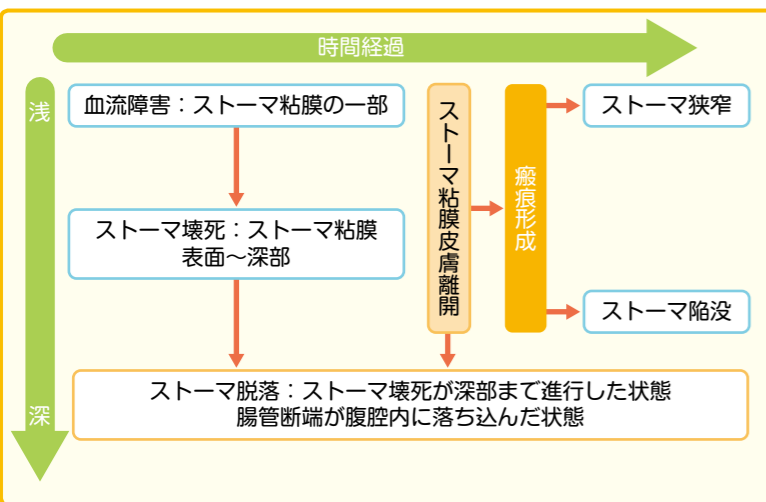 時間経過
浅
血流障害：ストーマ粘膜の一部
ストーマ壊死：ストーマ粘膜
表面～深部
ストーマ粘膜皮膚離開
瘢痕形成
ストーマ狭窄
ストーマ陥没
深
ストーマ脱落：ストーマ壊死が深部まで進行した状態
腸管断端が腹腔内に落ち込んだ状態